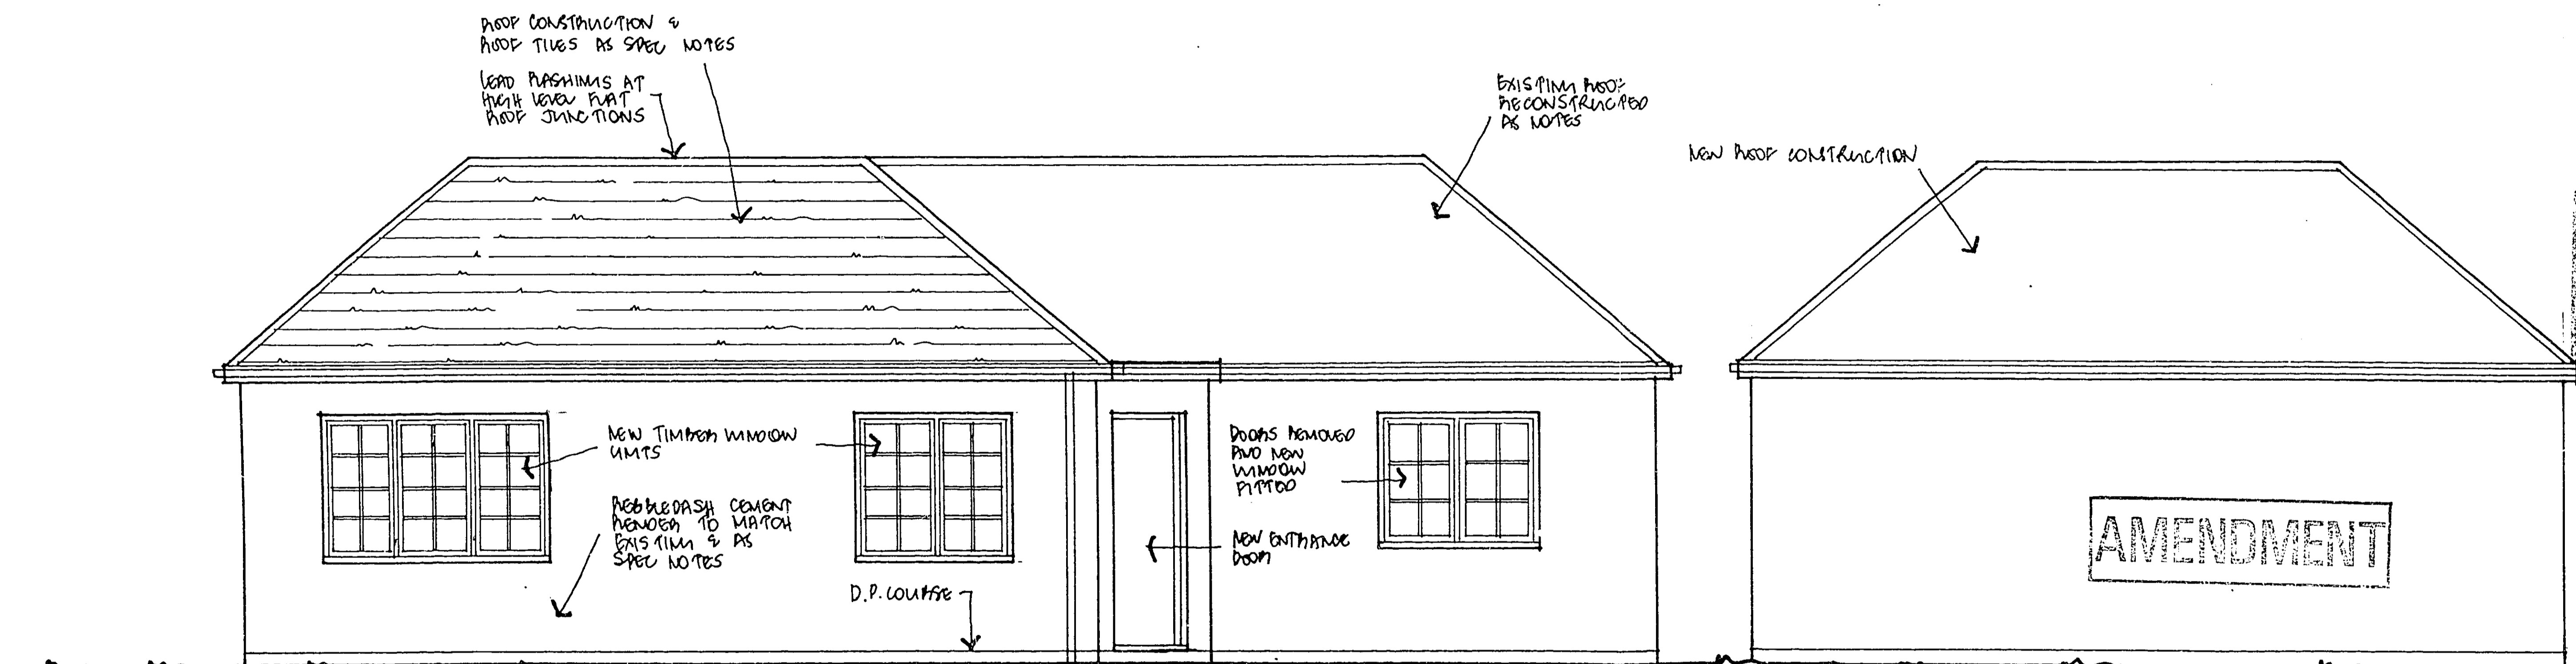 ROOF CONSTRUCTION &
ROOF TILES AS SPEC NOTES
LEAD FLASHINGS AT
HIGH LEVEL FLAT
ROOF JUNCTIONS
EXISTING ROOF
RECONSTRUCTED
AS NOTES
NEW ROOF CONSTRUCTION
NEW TIMBER WINDOW
UNITS
PEBBLEDASH CEMENT
RENDER TO MATCH
EXISTING & AS
SPEC NOTES
D.P. COURSE
DOORS REMOVED
AND NEW
WINDOW
FITTED
NEW ENTRANCE
DOOR
AMENDMENT